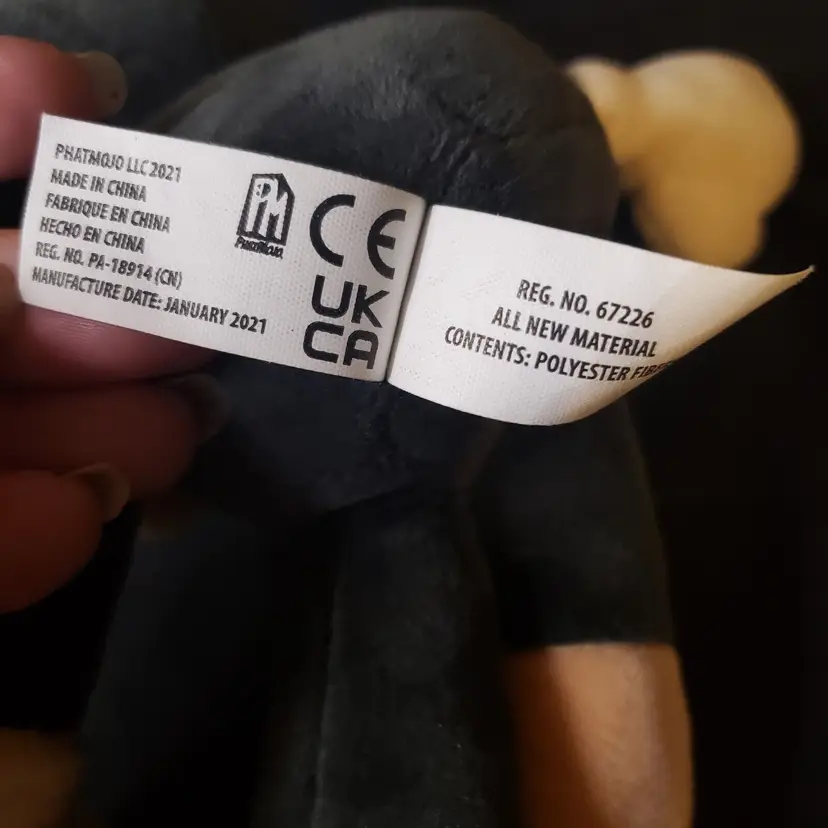 PHATMOJO LLC 2021
MADE IN CHINA
FABRIQUE EN CHINA
HECHO EN CHINA
REG. NO. PA-18914 (CN)
MANUFACTURE DATE: JANUARY 2021
PM
PHATMOJO
CE
UK
CA
REG. NO. 67226
ALL NEW MATERIAL
CONTENTS: POLYESTER